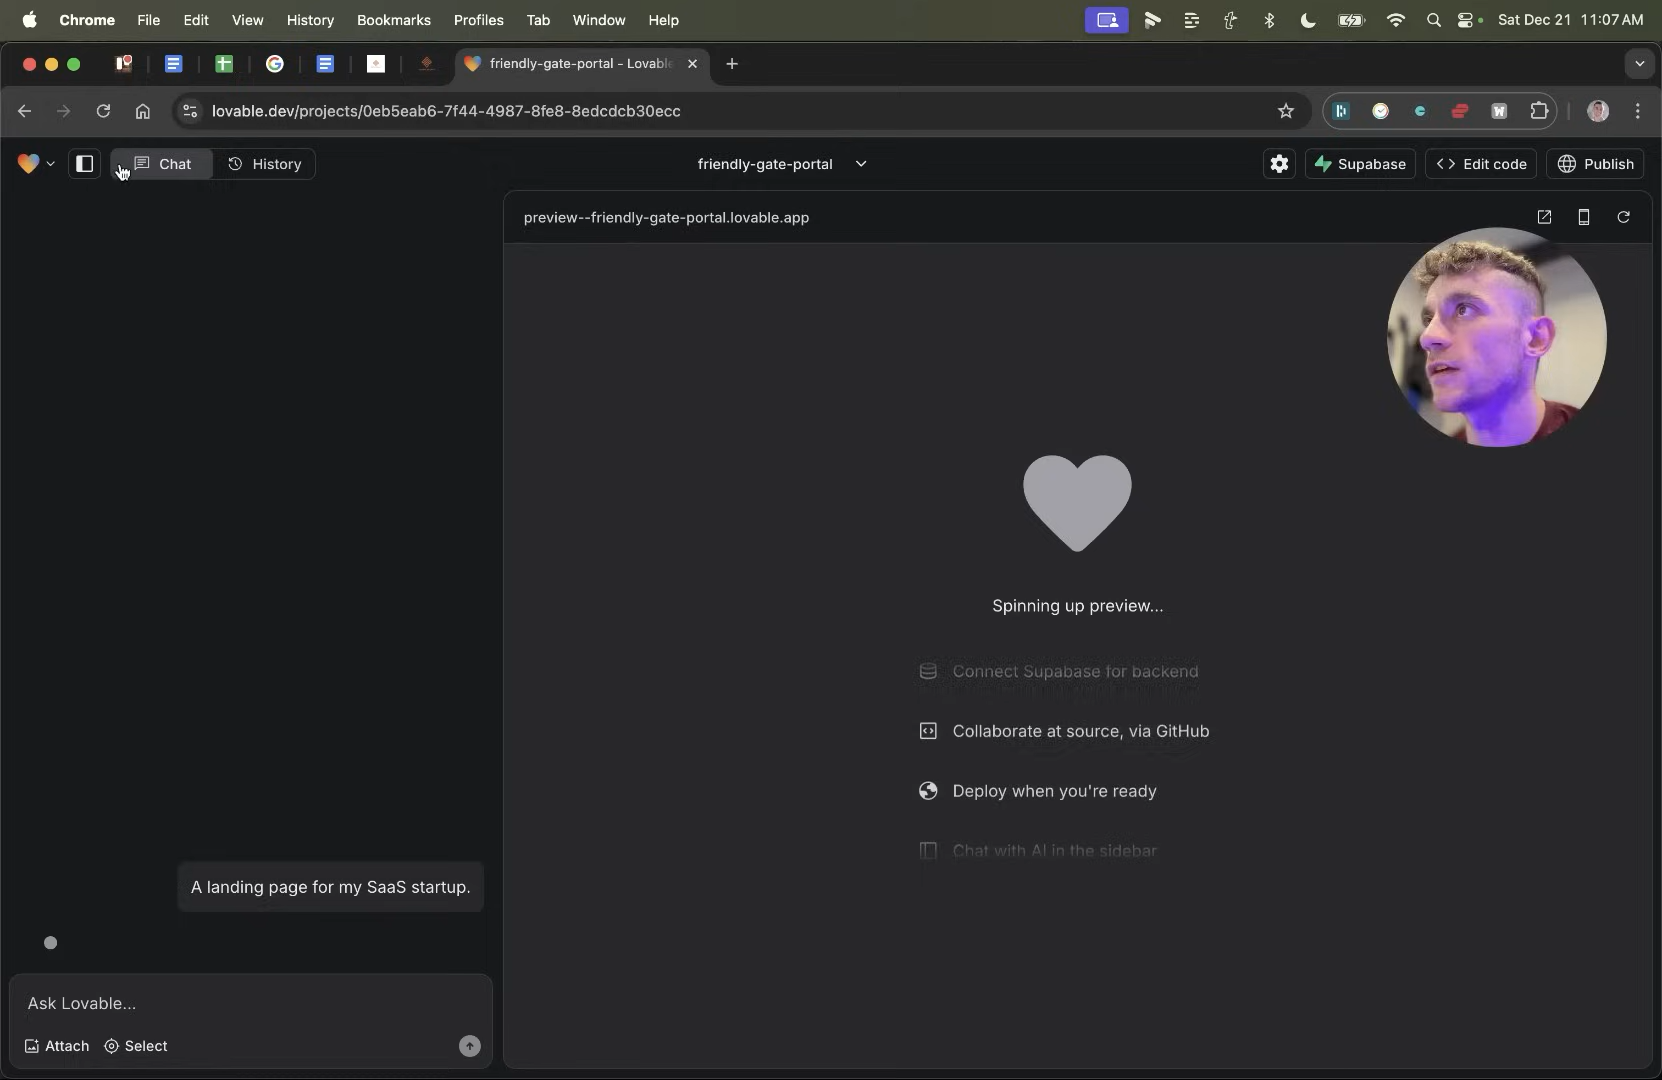 Chrome File Edit View History Bookmarks Profiles Tab Window Help Sat Dec 21 11:07 AM
friendly-gate-portal - Lovable
lovable.dev/projects/0eb5eab6-7f44-4987-8fe8-8edcdcb30ecc
Chat History friendly-gate-portal Supabase Edit code Publish
preview--friendly-gate-portal.lovable.app
Spinning up preview...
Connect Supabase for backend
Collaborate at source, via GitHub
Deploy when you're ready
Chat with AI in the sidebar
A landing page for my SaaS startup.
Ask Lovable...
Attach Select